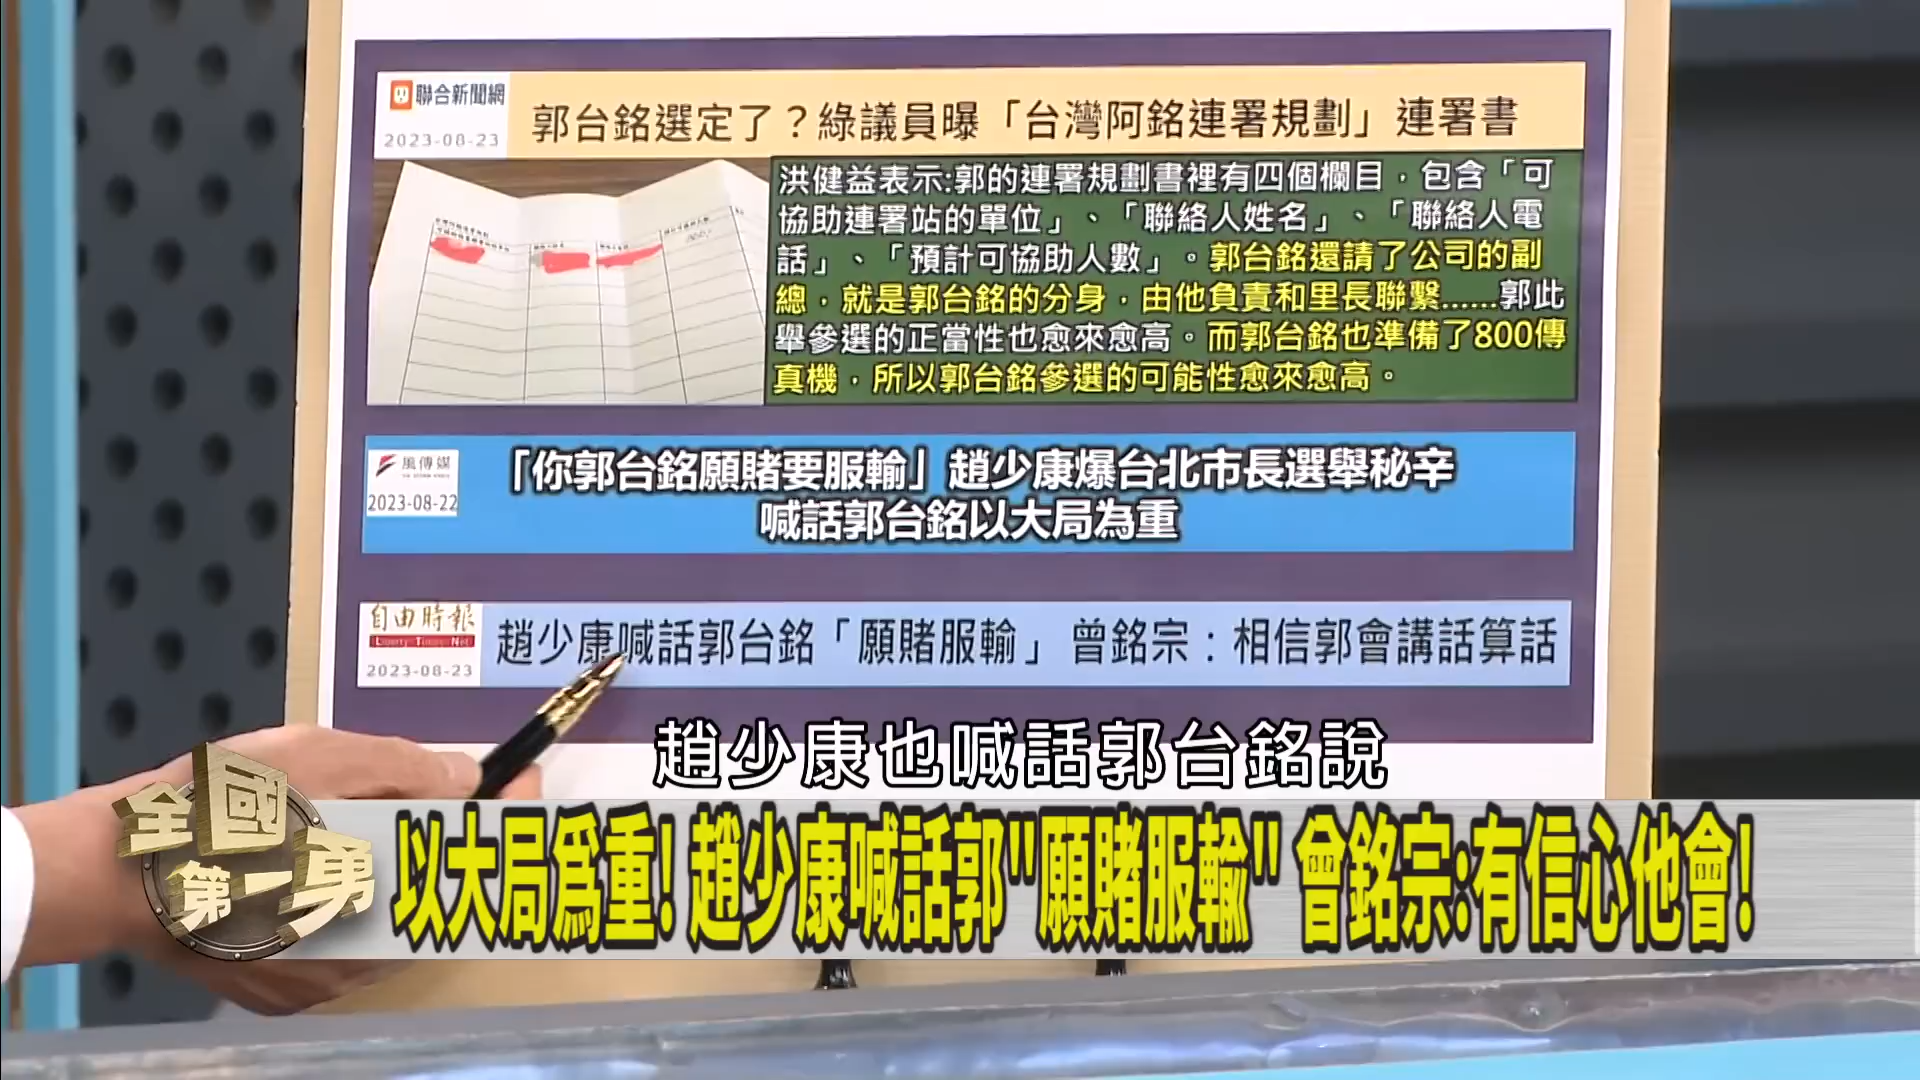 聯合新聞網
2023-08-23
郭台銘選定了？綠議員曝「台灣阿銘連署規劃」連署書
洪健益表示:郭的連署規劃書裡有四個欄目，包含「可
協助連署站的單位」、「聯絡人姓名」、「聯絡人電
話」、「預計可協助人數」。郭台銘還請了公司的副
總，就是郭台銘的分身，由他負責和里長聯繫......郭此
舉參選的正當性也愈來愈高。而郭台銘也準備了800傳
真機，所以郭台銘參選的可能性愈來愈高。
風傳媒
2023-08-22
「你郭台銘願賭要服輸」趙少康爆台北市長選舉秘辛
喊話郭台銘以大局為重
自由時報
Liberty Times Net
2023-08-23
趙少康喊話郭台銘「願賭服輸」 曾銘宗：相信郭會講話算話
趙少康也喊話郭台銘說
全國
第一勇
以大局爲重! 趙少康喊話郭"願賭服輸" 曾銘宗:有信心他會!